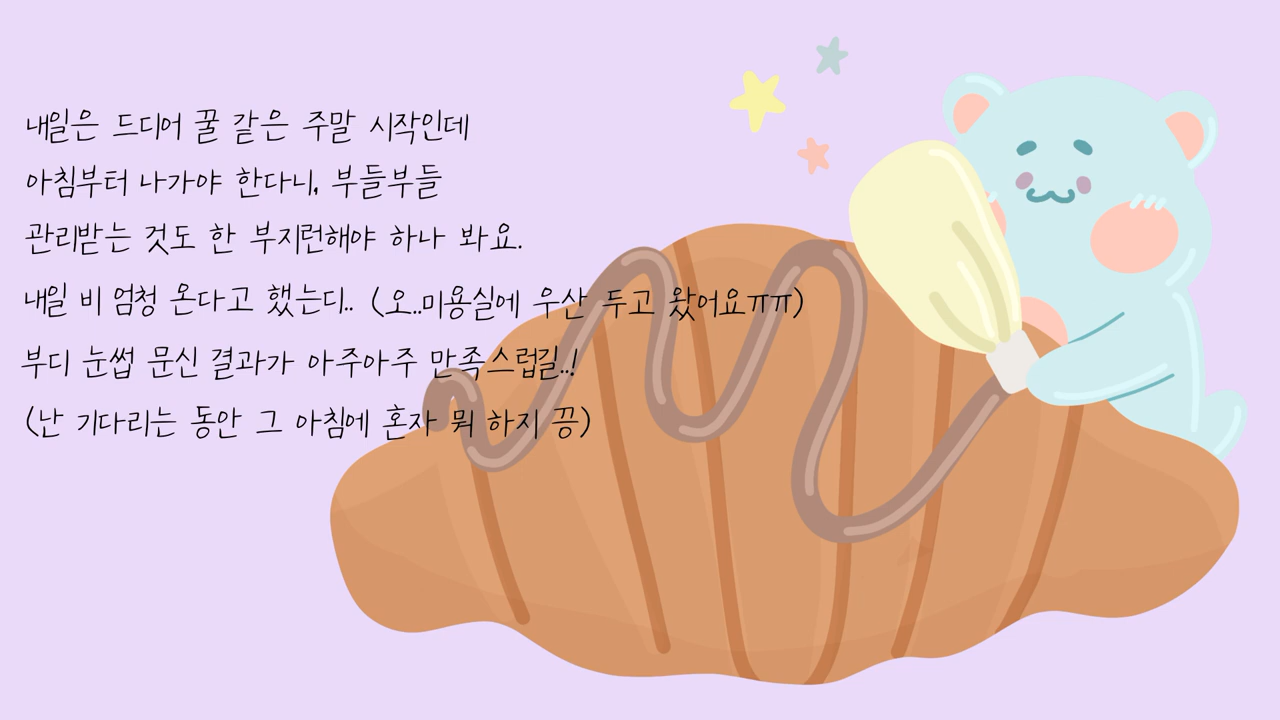 내일은 드디어 꿀 같은 주말 시작인데
아침부터 나가야 한다니, 부들부들
관리받는 것도 한 부지런해야 하나 봐요.
내일 비 엄청 온다고 했는디.. (오..미용실에 우산 두고 왔어요ㅠㅠ)
부디 눈썹 문신 결과가 아주아주 만족스럽길..!
(난 기다리는 동안 그 아침에 혼자 뭐 하지 끙)